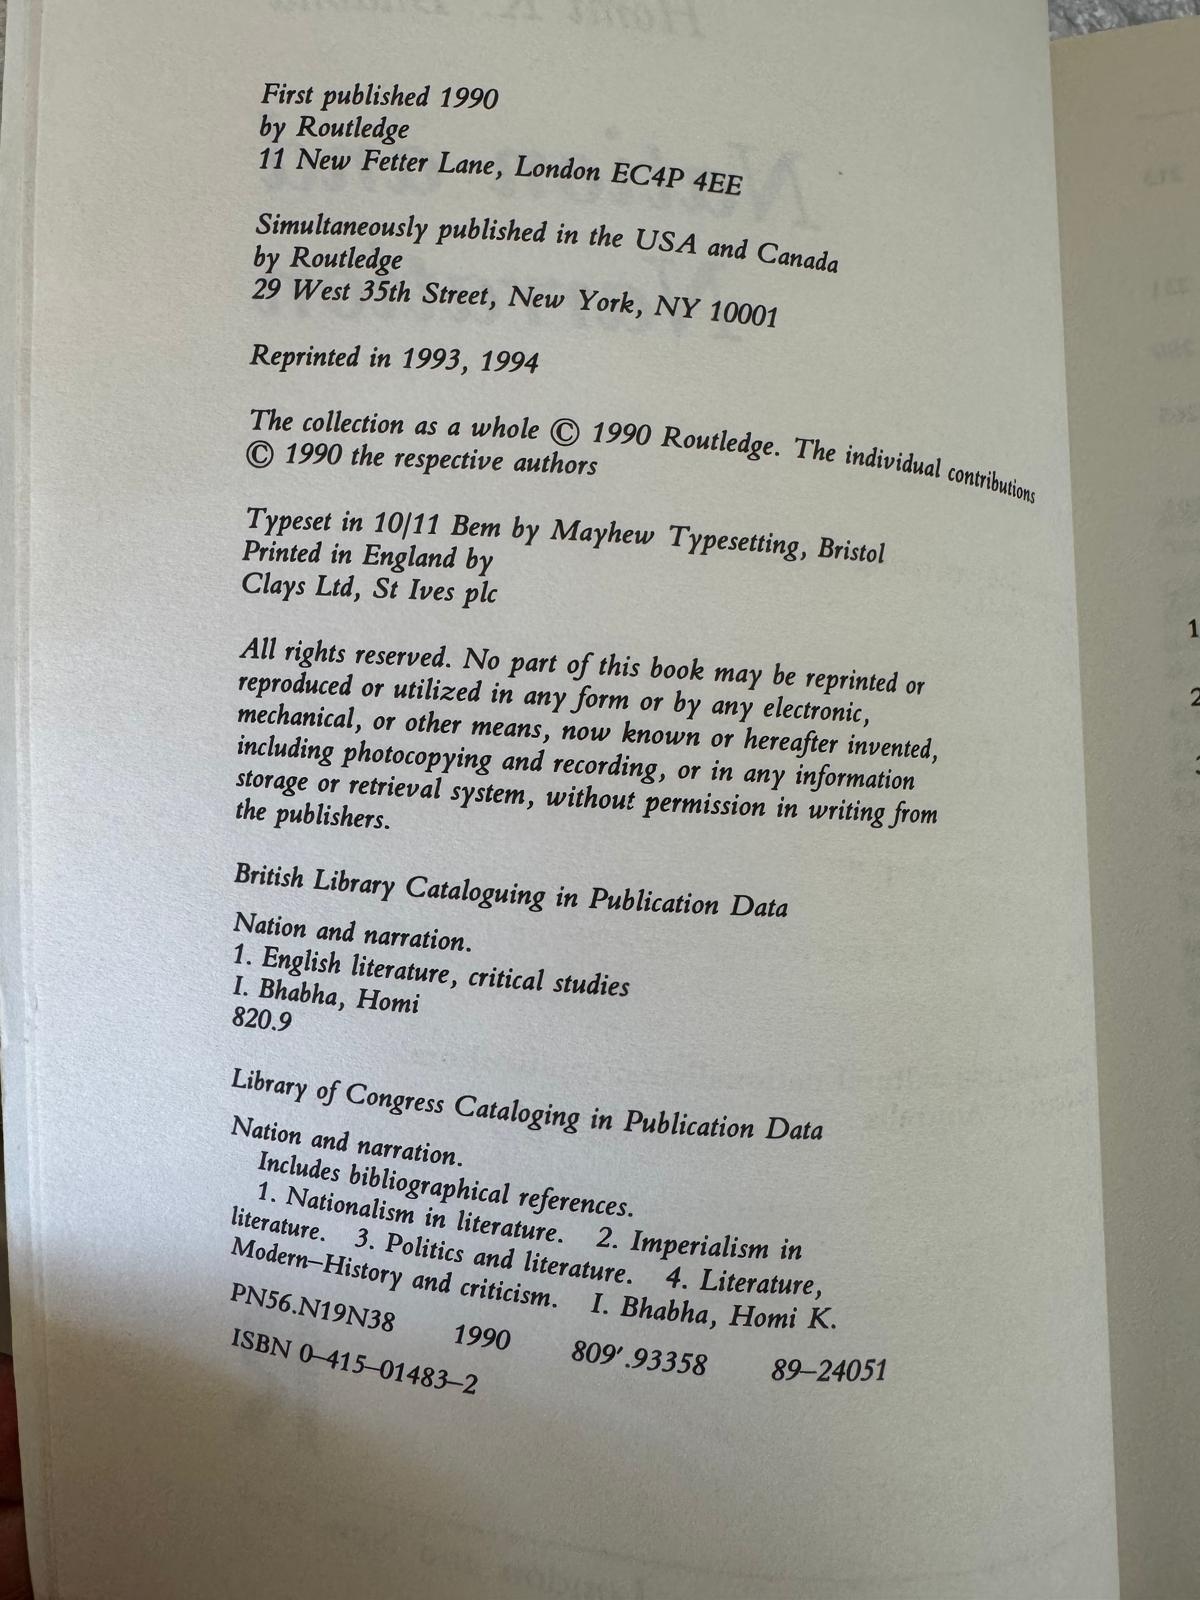 First published 1990
by Routledge
11 New Fetter Lane, London EC4P 4EE
Simultaneously published in the USA and Canada
by Routledge
29 West 35th Street, New York, NY 10001
Reprinted in 1993, 1994
The collection as a whole © 1990 Routledge. The individual contributions
© 1990 the respective authors
Typeset in 10/11 Bem by Mayhew Typesetting, Bristol
Printed in England by
Clays Ltd, St Ives plc
All rights reserved. No part of this book may be reprinted or
reproduced or utilized in any form or by any electronic,
mechanical, or other means, now known or hereafter invented,
including photocopying and recording, or in any information
storage or retrieval system, without permission in writing from
the publishers.
British Library Cataloguing in Publication Data
Nation and narration.
1. English literature, critical studies
I. Bhabha, Homi
820.9
Library of Congress Cataloging in Publication Data
Nation and narration.
Includes bibliographical references.
1. Nationalism in literature. 2. Imperialism in
literature. 3. Politics and literature. 4. Literature,
Modern–History and criticism. I. Bhabha, Homi K.
PN56.N19N38 1990 809′.93358 89–24051
ISBN 0–415–01483–2
1
2